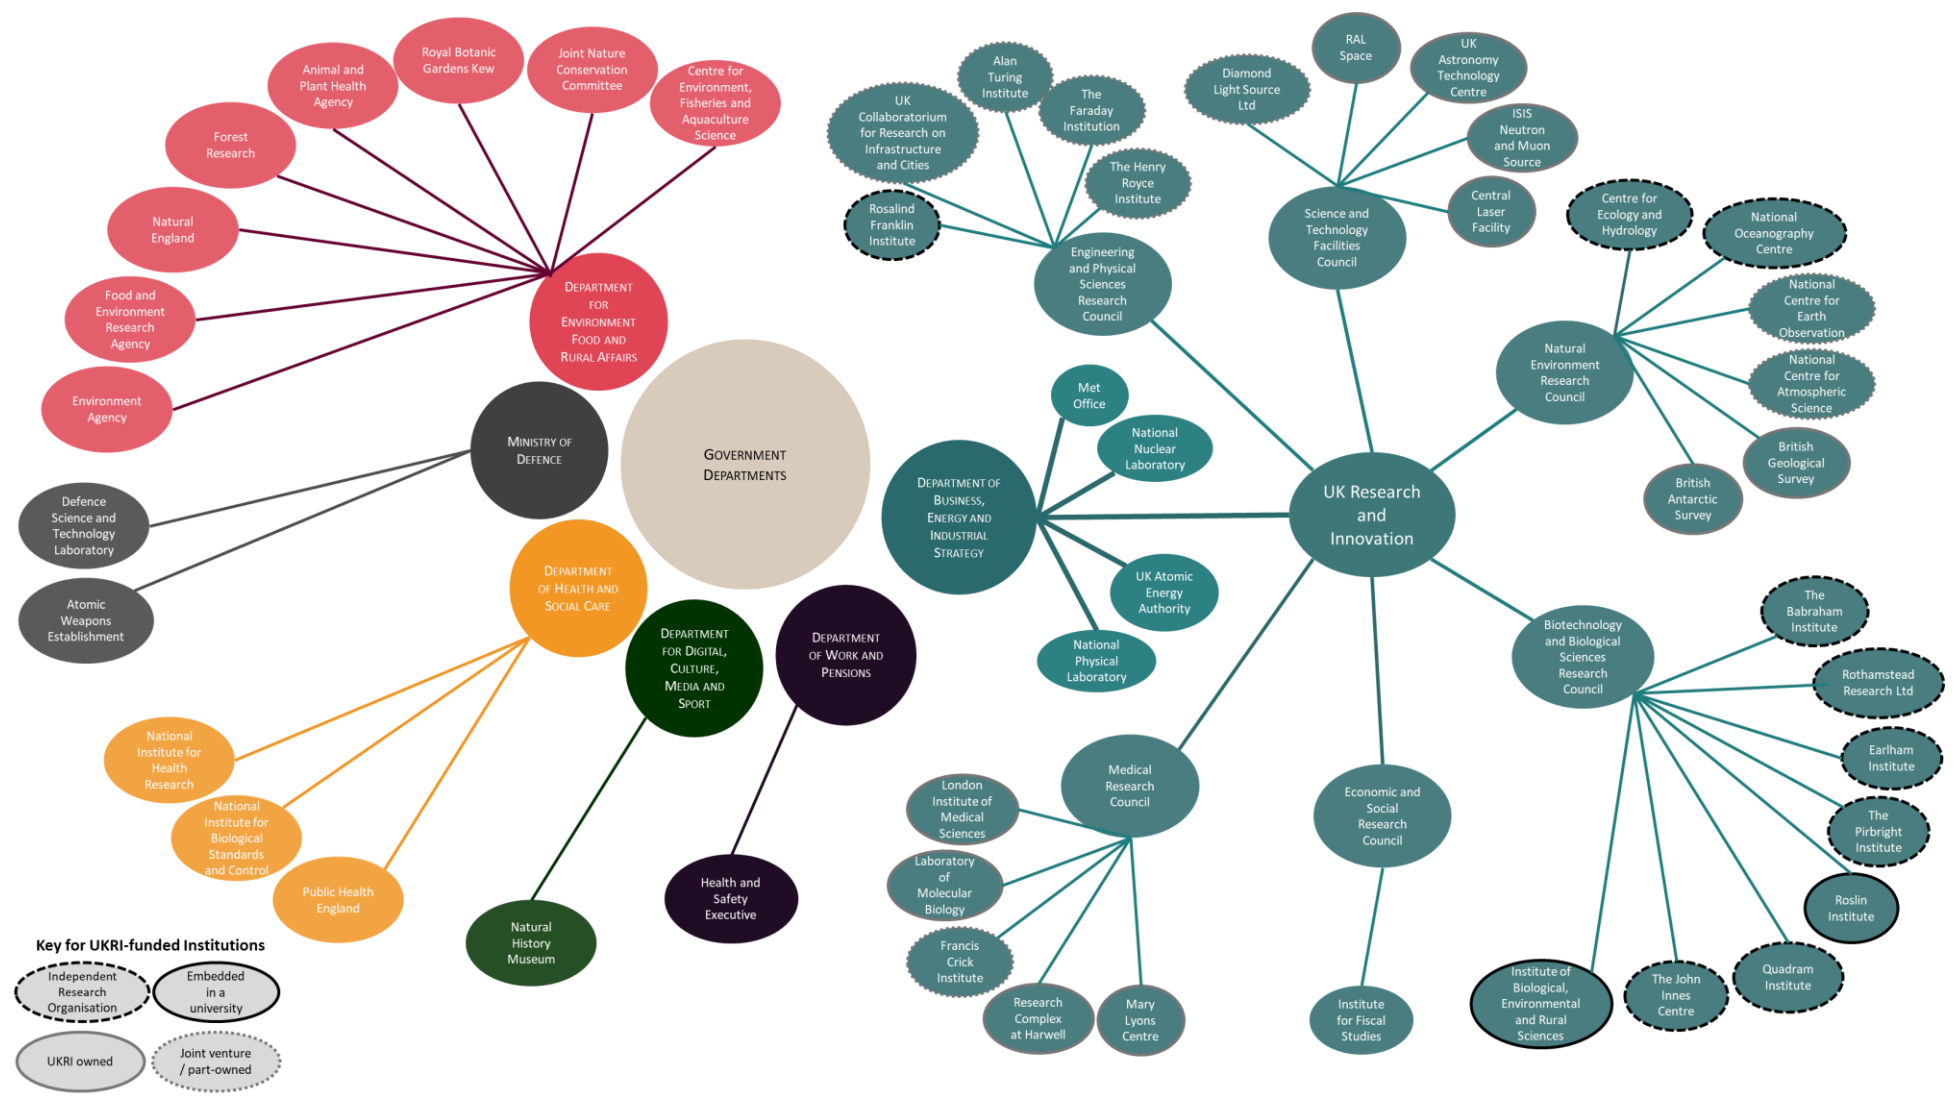 Royal Botanic
Gardens Kew
Joint Nature
Conservation
Committee
Animal and
Plant Health
Agency
Centre for
Environment,
Fisheries and
Aquaculture
Science
Forest
Research
Natural
England
Food and
Environment
Research
Agency
Environment
Agency
DEPARTMENT
FOR
ENVIRONMENT
FOOD AND
RURAL AFFAIRS
MINISTRY OF
DEFENCE
Defence
Science and
Technology
Laboratory
Atomic
Weapons
Establishment
GOVERNMENT
DEPARTMENTS
DEPARTMENT
OF HEALTH AND
SOCIAL CARE
National
Institute for
Health
Research
National
Institute for
Biological
Standards
and Control
Public Health
England
DEPARTMENT
FOR DIGITAL,
CULTURE,
MEDIA AND
SPORT
Natural
History
Museum
DEPARTMENT
OF WORK AND
PENSIONS
Health and
Safety
Executive
DEPARTMENT OF
BUSINESS,
ENERGY AND
INDUSTRIAL
STRATEGY
Met
Office
National
Nuclear
Laboratory
UK Atomic
Energy
Authority
National
Physical
Laboratory
UK Research
and
Innovation
Alan
Turing
Institute
UK
Collaboratorium
for Research on
Infrastructure
and Cities
The
Faraday
Institution
The Henry
Royce
Institute
Rosalind
Franklin
Institute
Engineering
and Physical
Sciences
Research
Council
Diamond
Light Source
Ltd
RAL
Space
UK
Astronomy
Technology
Centre
ISIS
Neutron
and Muon
Source
Central
Laser
Facility
Science and
Technology
Facilities
Council
Centre for
Ecology and
Hydrology
National
Oceanography
Centre
National
Centre for
Earth
Observation
National
Centre for
Atmospheric
Science
British
Geological
Survey
British
Antarctic
Survey
Natural
Environment
Research
Council
Biotechnology
and Biological
Sciences
Research
Council
The
Babraham
Institute
Rothamstead
Research Ltd
Earlham
Institute
The
Pirbright
Institute
Roslin
Institute
Quadram
Institute
The John
Innes
Centre
Institute of
Biological,
Environmental
and Rural
Sciences
Economic and
Social
Research
Council
Institute
for Fiscal
Studies
Medical
Research
Council
London
Institute of
Medical
Sciences
Laboratory
of
Molecular
Biology
Francis
Crick
Institute
Research
Complex
at Harwell
Mary
Lyons
Centre
Key for UKRI-funded Institutions
Independent
Research
Organisation
Embedded
in a
university
UKRI owned
Joint venture
/ part-owned